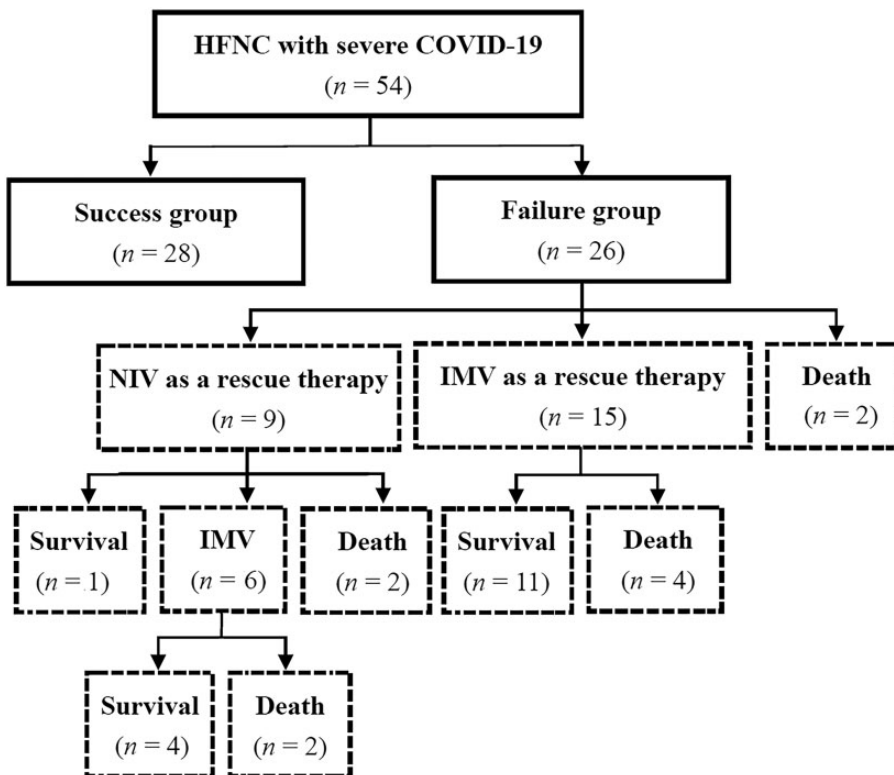 HFNC with severe COVID-19
(n = 54)
Success group
(n = 28)
Failure group
(n = 26)
NIV as a rescue therapy
(n = 9)
IMV as a rescue therapy
(n = 15)
Death
(n = 2)
Survival
(n = 1)
IMV
(n = 6)
Death
(n = 2)
Survival
(n = 11)
Death
(n = 4)
Survival
(n = 4)
Death
(n = 2)